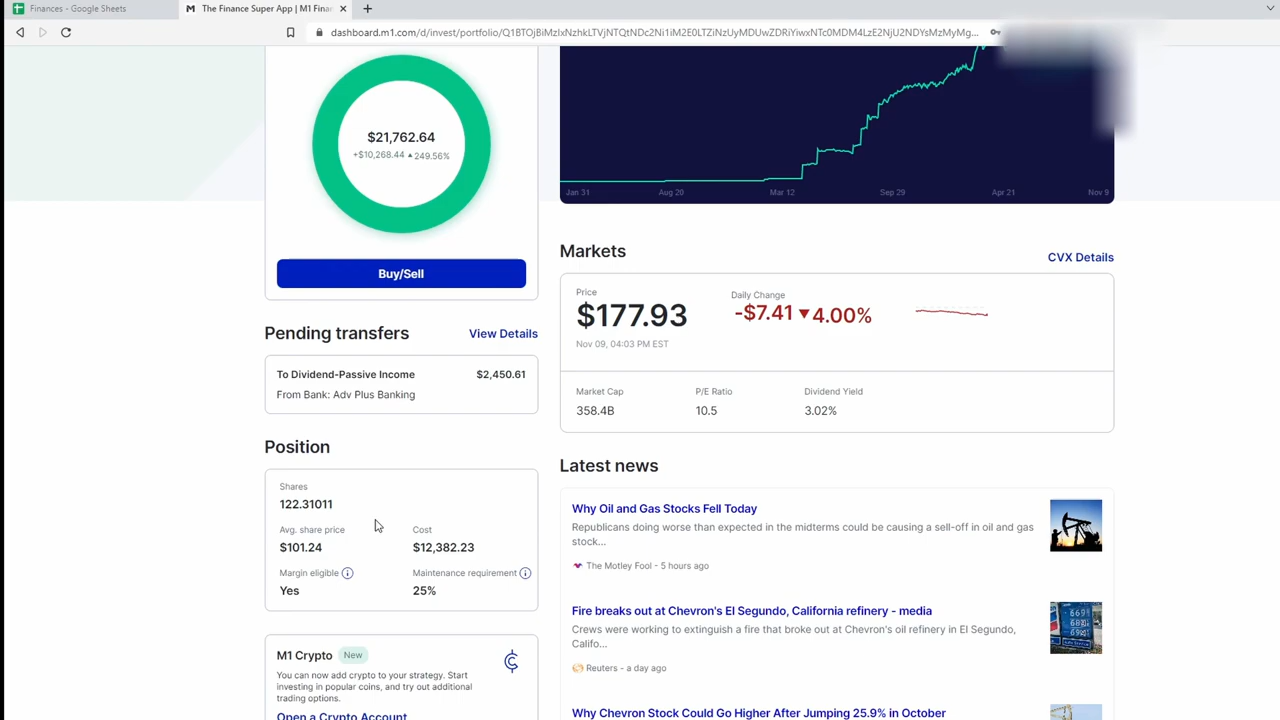 Finances - Google Sheets
M The Finance Super App | M1 Finan
dashboard.m1.com/d/invest/portfolio/Q1BTOjBiMzIxNzhkLTVjNTQtNDc2Ni1iM2E0LTZiNzUyMDUwZDRiYiwxNTc0MDM4LzE2NjU2NDYsMzMyMg...
$21,762.64
+$10,268.44 ▲249.56%
Buy/Sell
Jan 31 Aug 20 Mar 12 Sep 29 Apr 21 Nov 9
Pending transfers View Details
To Dividend-Passive Income $2,450.61
From Bank: Adv Plus Banking
Position
Shares
122.31011
Avg. share price Cost
$101.24 $12,382.23
Margin eligible Maintenance requirement
Yes 25%
M1 Crypto New
You can now add crypto to your strategy. Start
investing in popular coins, and try out additional
trading options.
Open a Crypto Account
Markets CVX Details
Price Daily Change
$177.93 -$7.41 ▼4.00%
Nov 09, 04:03 PM EST
Market Cap P/E Ratio Dividend Yield
358.4B 10.5 3.02%
Latest news
Why Oil and Gas Stocks Fell Today
Republicans doing worse than expected in the midterms could be causing a sell-off in oil and gas
stock...
The Motley Fool - 5 hours ago
Fire breaks out at Chevron's El Segundo, California refinery - media
Crews were working to extinguish a fire that broke out at Chevron's oil refinery in El Segundo,
Califo...
Reuters - a day ago
Why Chevron Stock Could Go Higher After Jumping 25.9% in October